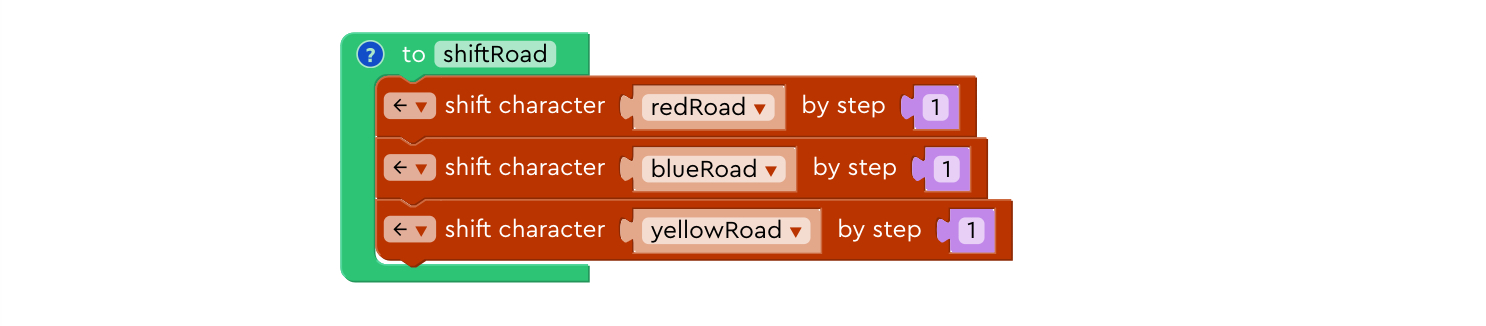 ? to shiftRoad
← ▼ shift character redRoad ▼ by step 1
← ▼ shift character blueRoad ▼ by step 1
← ▼ shift character yellowRoad ▼ by step 1